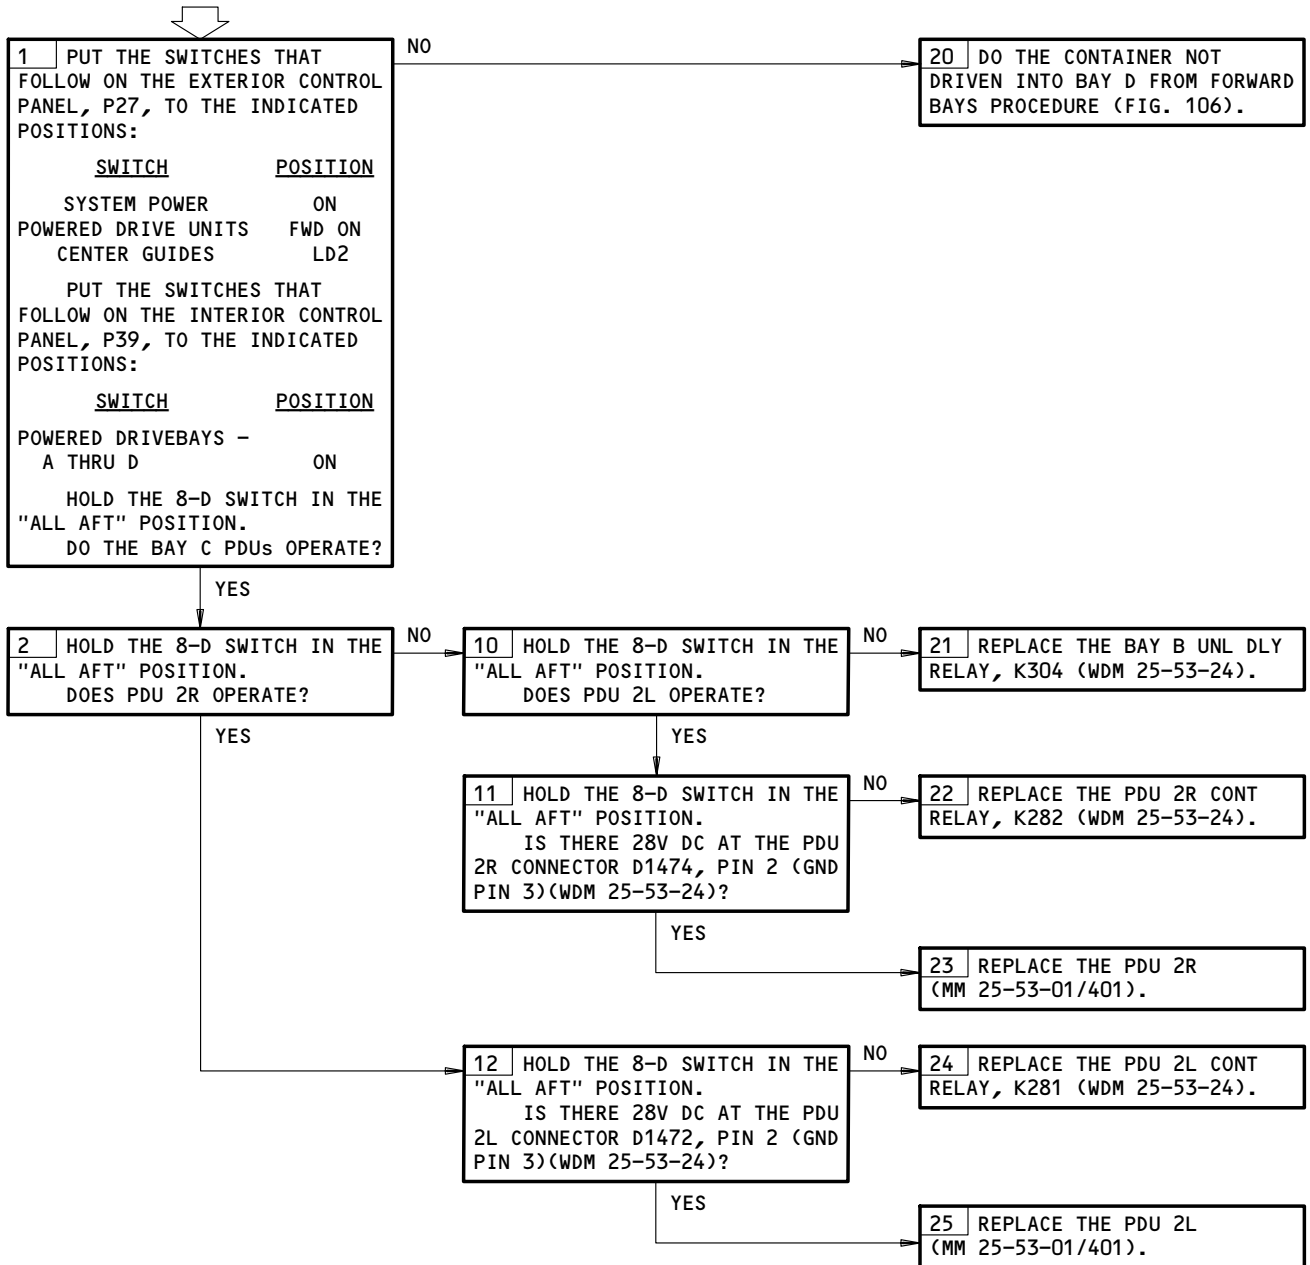 1 PUT THE SWITCHES THAT
FOLLOW ON THE EXTERIOR CONTROL
PANEL, P27, TO THE INDICATED
POSITIONS:
SWITCH POSITION
SYSTEM POWER ON
POWERED DRIVE UNITS FWD ON
CENTER GUIDES LD2
PUT THE SWITCHES THAT
FOLLOW ON THE INTERIOR CONTROL
PANEL, P39, TO THE INDICATED
POSITIONS:
SWITCH POSITION
POWERED DRIVEBAYS -
A THRU D ON
HOLD THE 8-D SWITCH IN THE
"ALL AFT" POSITION.
DO THE BAY C PDUs OPERATE?
NO
20 DO THE CONTAINER NOT
DRIVEN INTO BAY D FROM FORWARD
BAYS PROCEDURE (FIG. 106).
YES
2 HOLD THE 8-D SWITCH IN THE
"ALL AFT" POSITION.
DOES PDU 2R OPERATE?
NO
10 HOLD THE 8-D SWITCH IN THE
"ALL AFT" POSITION.
DOES PDU 2L OPERATE?
NO
21 REPLACE THE BAY B UNL DLY
RELAY, K304 (WDM 25-53-24).
YES
YES
11 HOLD THE 8-D SWITCH IN THE
"ALL AFT" POSITION.
IS THERE 28V DC AT THE PDU
2R CONNECTOR D1474, PIN 2 (GND
PIN 3)(WDM 25-53-24)?
NO
22 REPLACE THE PDU 2R CONT
RELAY, K282 (WDM 25-53-24).
YES
23 REPLACE THE PDU 2R
(MM 25-53-01/401).
12 HOLD THE 8-D SWITCH IN THE
"ALL AFT" POSITION.
IS THERE 28V DC AT THE PDU
2L CONNECTOR D1472, PIN 2 (GND
PIN 3)(WDM 25-53-24)?
NO
24 REPLACE THE PDU 2L CONT
RELAY, K281 (WDM 25-53-24).
YES
25 REPLACE THE PDU 2L
(MM 25-53-01/401).